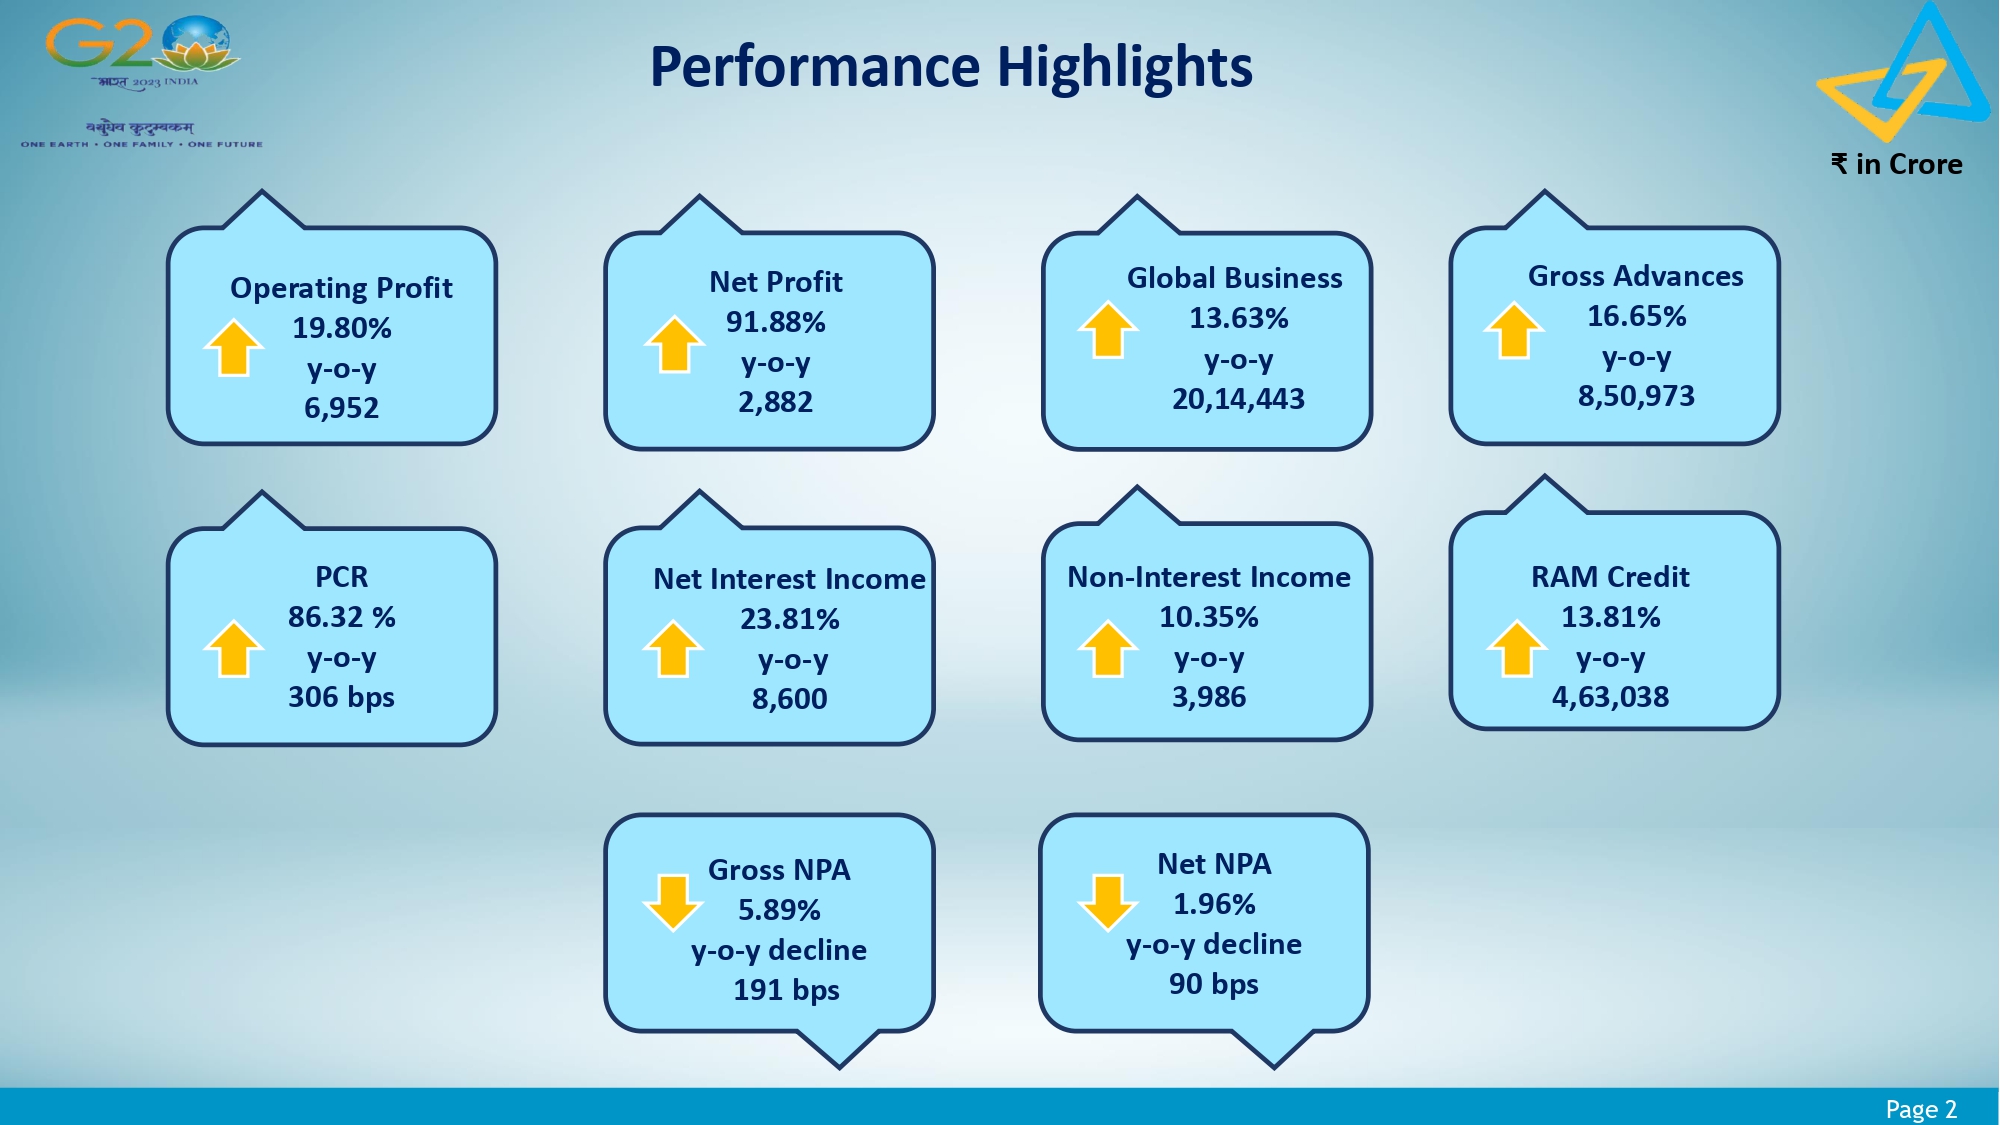 G20
भारत 2023 INDIA
वसुधैव कुटुम्बकम्
ONE EARTH • ONE FAMILY • ONE FUTURE
Performance Highlights
₹ in Crore
Operating Profit
19.80%
y-o-y
6,952
Net Profit
91.88%
y-o-y
2,882
Global Business
13.63%
y-o-y
20,14,443
Gross Advances
16.65%
y-o-y
8,50,973
PCR
86.32 %
y-o-y
306 bps
Net Interest Income
23.81%
y-o-y
8,600
Non-Interest Income
10.35%
y-o-y
3,986
RAM Credit
13.81%
y-o-y
4,63,038
Gross NPA
5.89%
y-o-y decline
191 bps
Net NPA
1.96%
y-o-y decline
90 bps
Page 2